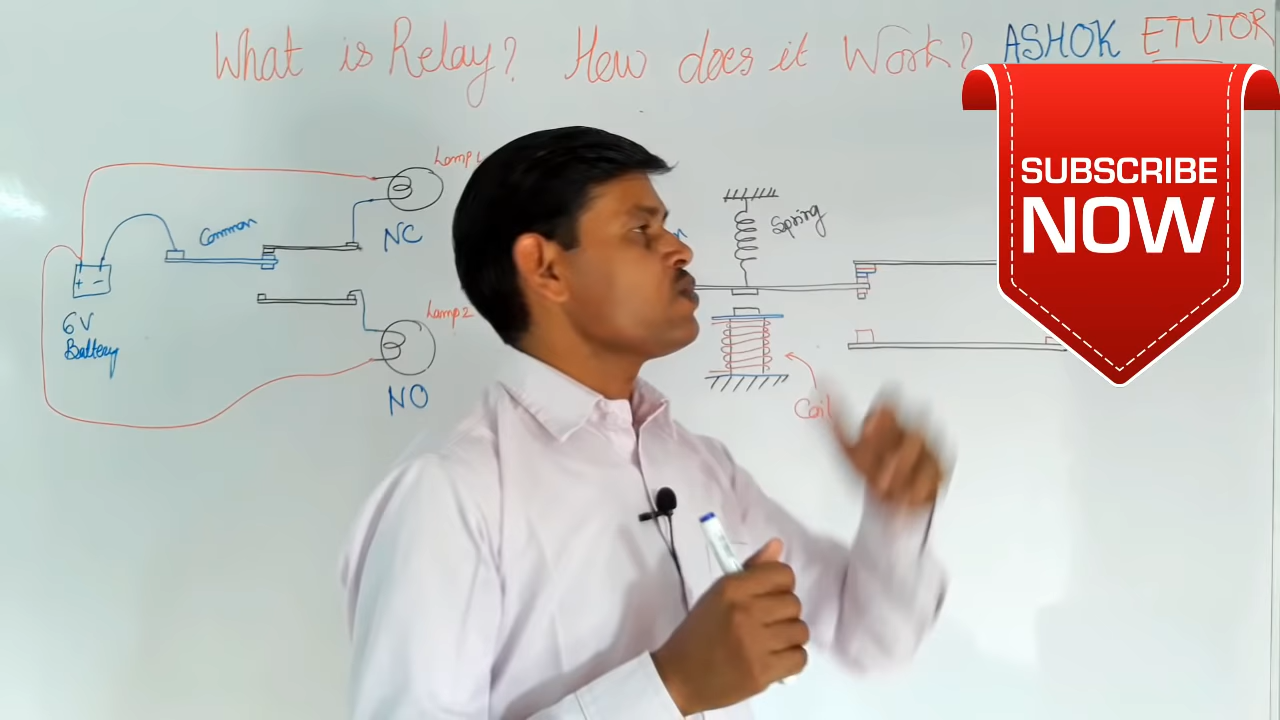 What is Relay? How does it Work? ASHOK ETUTOR
SUBSCRIBE
NOW
Lamp 1
Common
NC
Spring
+ -
6V
Battery
Lamp 2
NO
Coil